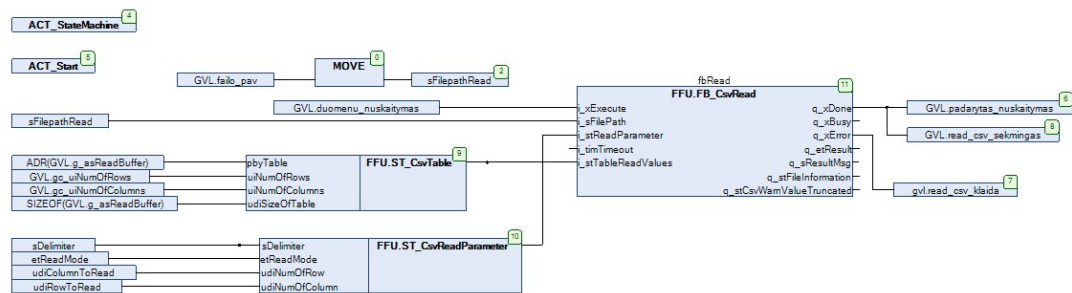 4
ACT_StateMachine
5
ACT_Start
0
MOVE
GVL.failo_pav
2
sFilepathRead
fbRead
11
FFU.FB_CsvRead
GVL.duomenu_nuskaitymas
i_xExecute
q_xDone
6
GVL.padarytas_nuskaitymas
sFilepathRead
i_sFilePath
q_xBusy
i_stReadParameter
q_xError
8
GVL.read_csv_sekmingas
i_timTimeout
q_etResult
9
ADR(GVL.g_asReadBuffer)
pbyTable
FFU.ST_CsvTable
i_stTableReadValues
q_sResultMsg
GVL.gc_uiNumOfRows
uiNumOfRows
q_stFileInformation
7
GVL.gc_uiNumOfColumns
uiNumOfColumns
q_stCsvWarnValueTruncated
gvl.read_csv_klaida
SIZEOF(GVL.g_asReadBuffer)
udiSizeOfTable
10
sDelimiter
sDelimiter
FFU.ST_CsvReadParameter
etReadMode
etReadMode
udiColumnToRead
udiNumOfRow
udiRowToRead
udiNumOfColumn